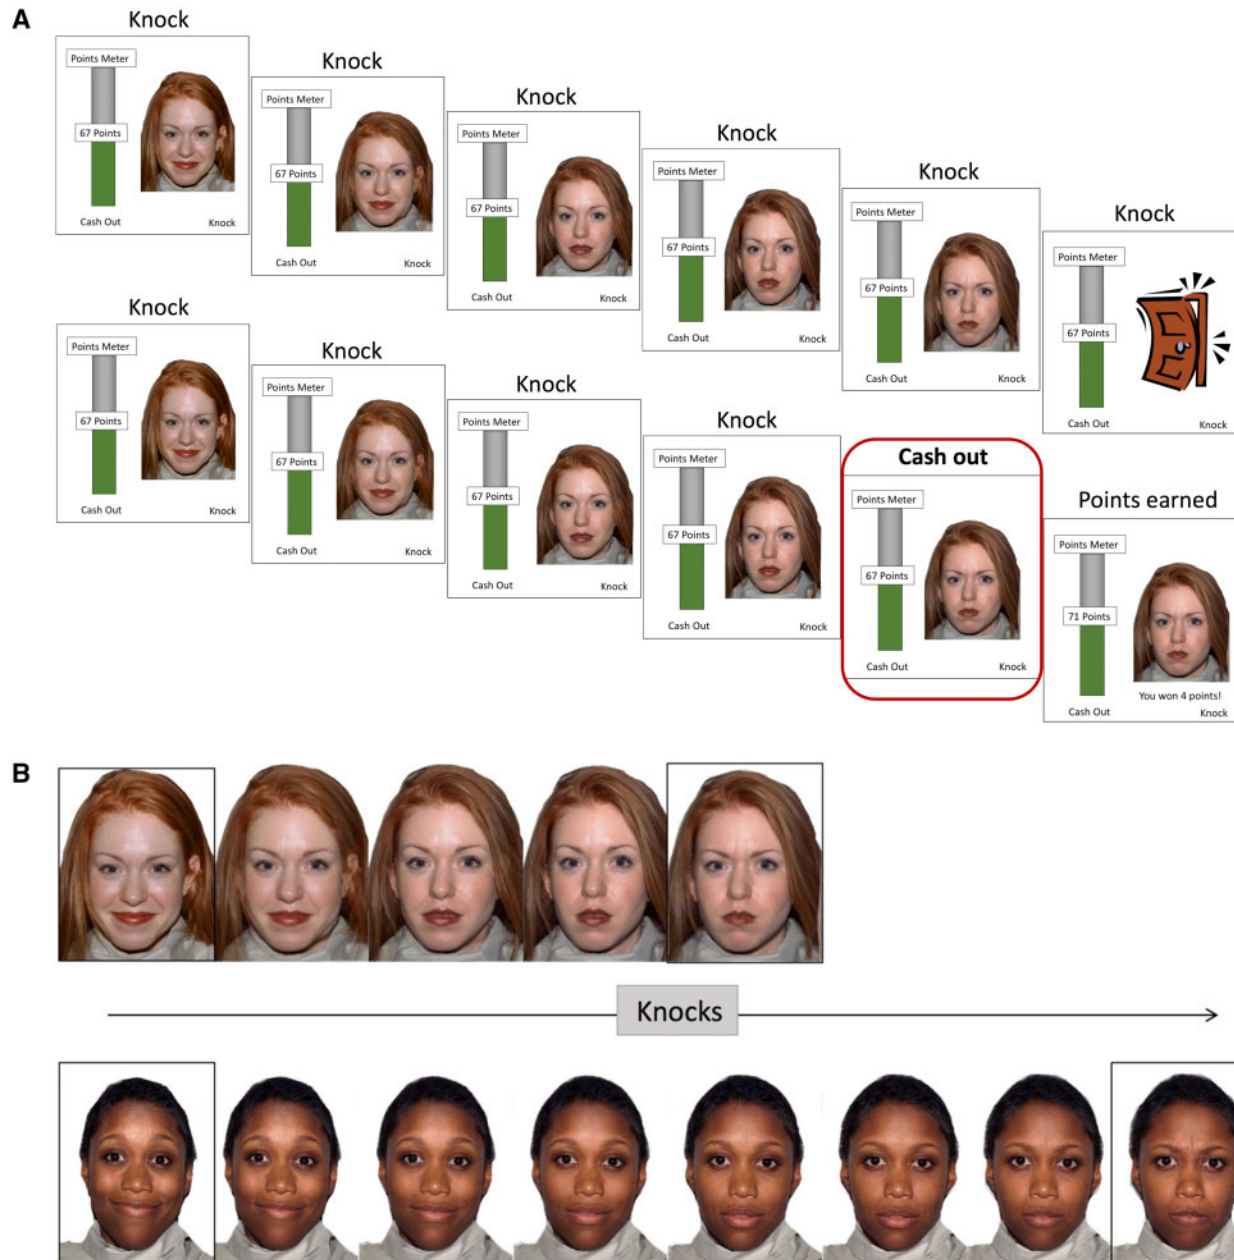 A
Knock
Points Meter
67 Points
Cash Out
Knock
Knock
Points Meter
67 Points
Cash Out
Knock
Knock
Points Meter
67 Points
Cash Out
Knock
Knock
Points Meter
67 Points
Cash Out
Knock
Knock
Points Meter
67 Points
Cash Out
Knock
Knock
Points Meter
67 Points
Cash Out
Knock
Knock
Points Meter
67 Points
Cash Out
Knock
Knock
Points Meter
67 Points
Cash Out
Knock
Knock
Points Meter
67 Points
Cash Out
Knock
Knock
Points Meter
67 Points
Cash Out
Knock
Cash out
Points Meter
67 Points
Cash Out
Knock
Points earned
Points Meter
71 Points
You won 4 points!
Cash Out
Knock
B
Knocks